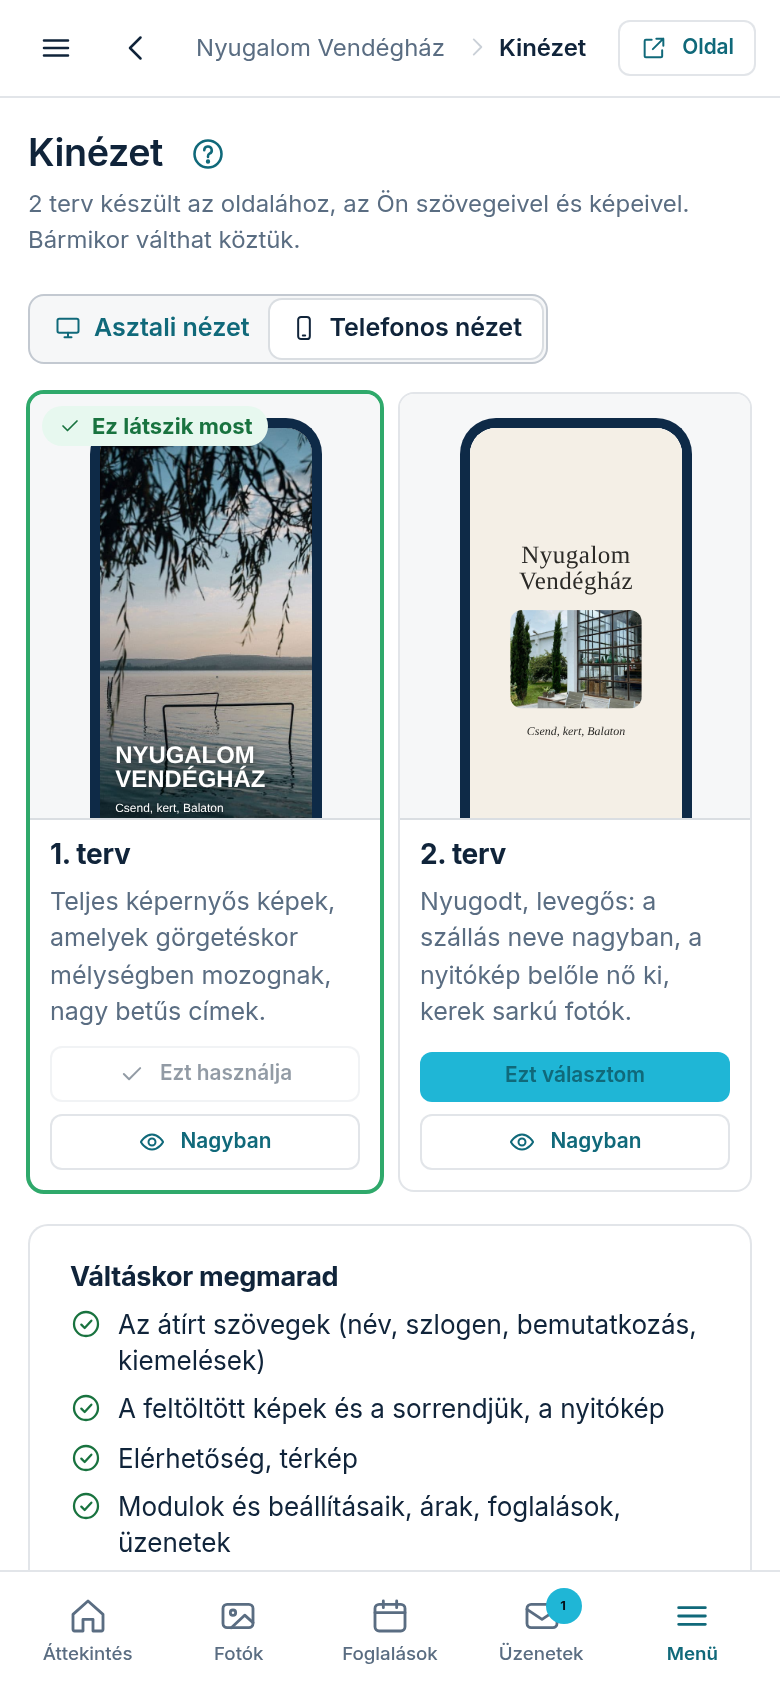 Nyugalom Vendégház > Kinézet
Oldal
Kinézet
2 terv készült az oldalához, az Ön szövegeivel és képeivel.
Bármikor válthat köztük.
Asztali nézet
Telefonos nézet
Ez látszik most
NYUGALOM
VENDÉGHÁZ
Csend, kert, Balaton
1. terv
Teljes képernyős képek,
amelyek görgetéskor
mélységben mozognak,
nagy betűs címek.
Ezt használja
Nagyban
Nyugalom
Vendégház
Csend, kert, Balaton
2. terv
Nyugodt, levegős: a
szállás neve nagyban, a
nyitókép belőle nő ki,
kerek sarkú fotók.
Ezt választom
Nagyban
Váltáskor megmarad
Az átírt szövegek (név, szlogen, bemutatkozás,
kiemelések)
A feltöltött képek és a sorrendjük, a nyitókép
Elérhetőség, térkép
Modulok és beállításaik, árak, foglalások,
üzenetek
Áttekintés
Fotók
Foglalások
1
Üzenetek
Menü